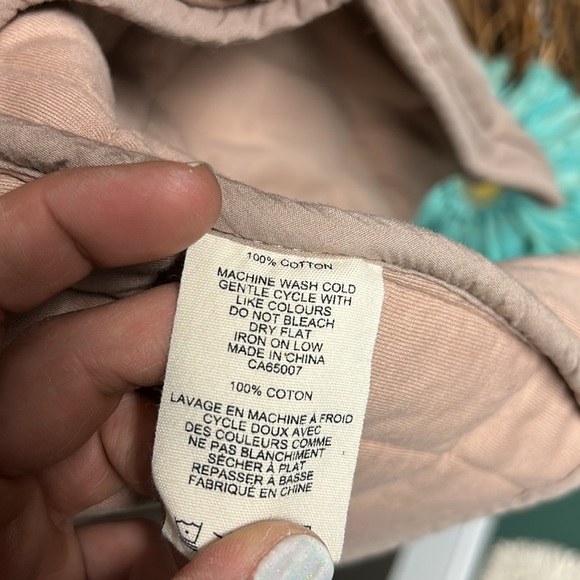 100% COTTON
MACHINE WASH COLD
GENTLE CYCLE WITH
LIKE COLOURS
DO NOT BLEACH
DRY FLAT
IRON ON LOW
MADE IN CHINA
CA65007
100% COTON
LAVAGE EN MACHINE À FROID
CYCLE DOUX AVEC
DES COULEURS COMME
NE PAS BLANCHIMENT
SÉCHER À PLAT
REPASSER À BASSE
FABRIQUÉ EN CHINE